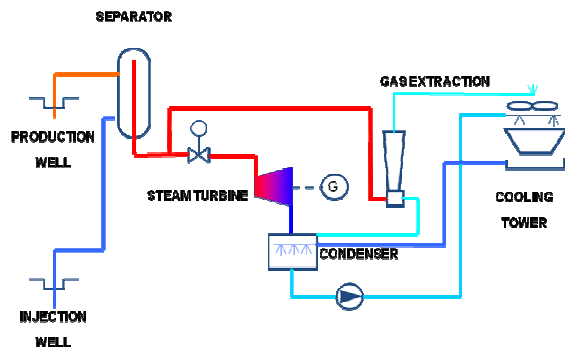 SEPARATOR
GAS EXTRACTION
PRODUCTION
WELL
STEAM TURBINE
G
COOLING
TOWER
CONDENSER
INJECTION
WELL